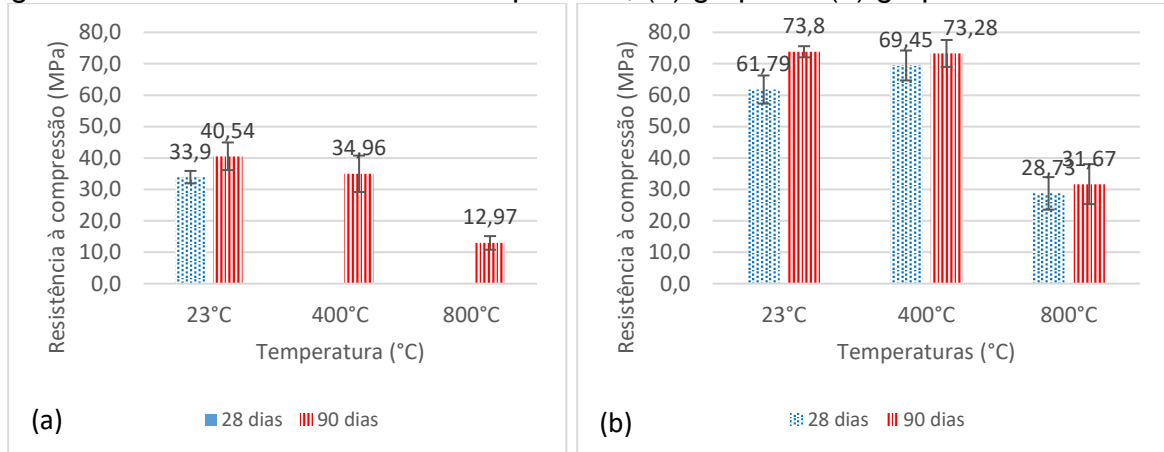 Resistência à compressão (MPa)
80,0
70,0
60,0
50,0
40,0
30,0
20,0
10,0
0,0
33,9
40,54
34,96
12,97
23°C 400°C 800°C
Temperatura (°C)
(a)
28 dias 90 dias
Resistência à compressão (MPa)
80,0
70,0
60,0
50,0
40,0
30,0
20,0
10,0
0,0
61,79
73,8
69,45
73,28
28,73
31,67
23°C 400°C 800°C
Temperaturas (°C)
(b)
28 dias 90 dias